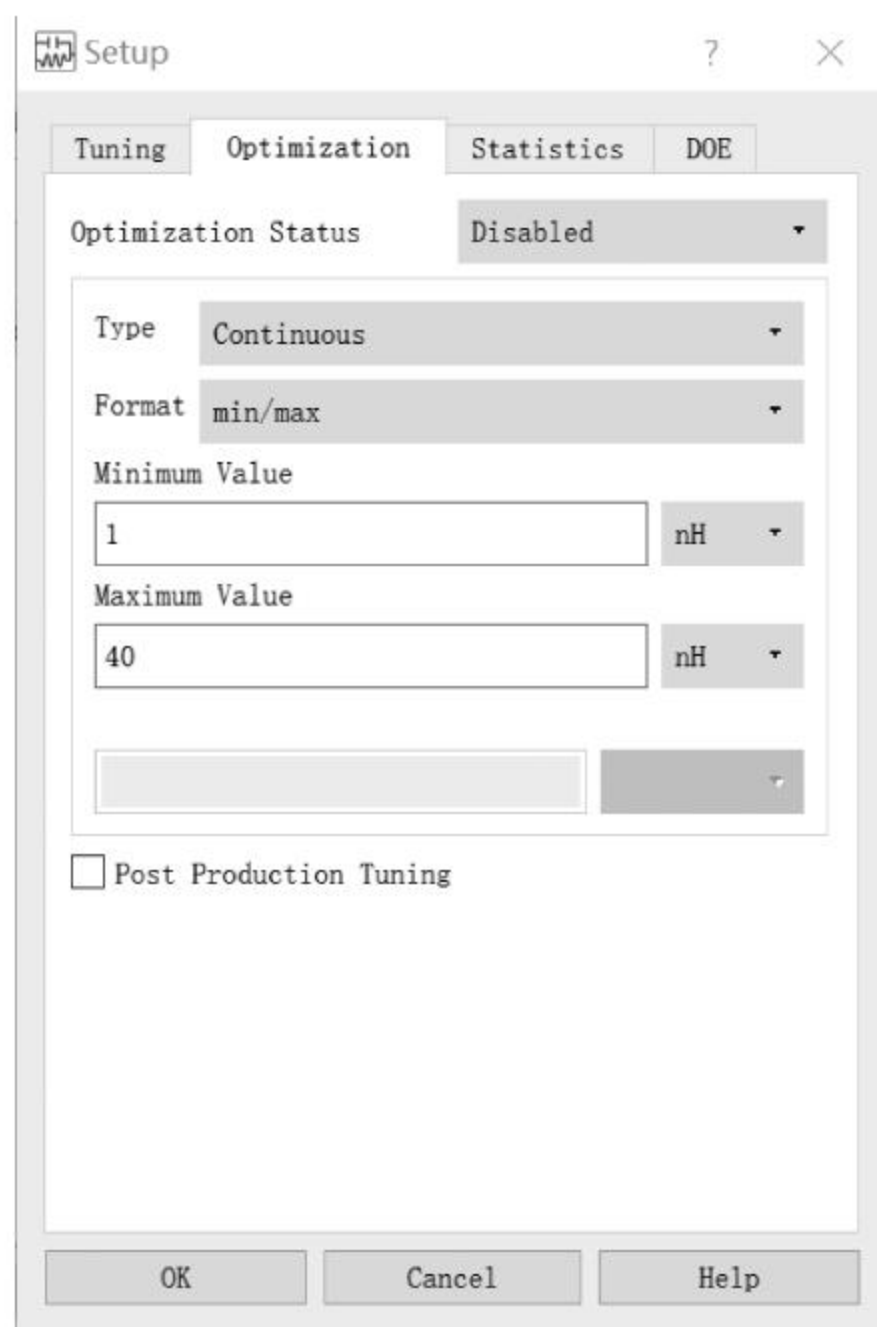 Setup ?
Tuning Optimization Statistics DOE
Optimization Status Disabled
Type Continuous
Format min/max
Minimum Value
1 nH
Maximum Value
40 nH
Post Production Tuning
OK Cancel Help